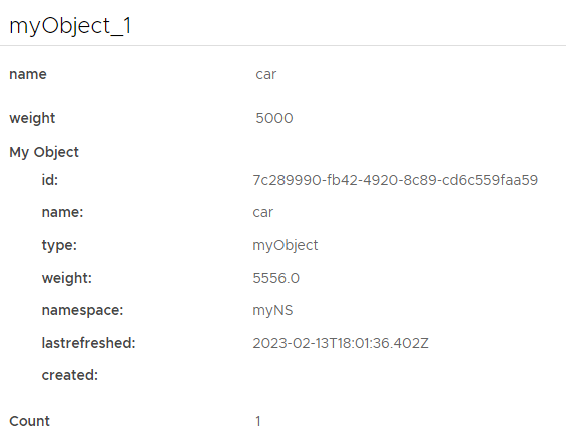 myObject_1
name car
weight 5000
My Object
id: 7c289990-fb42-4920-8c89-cd6c559faa59
name: car
type: myObject
weight: 5556.0
namespace: myNS
lastrefreshed: 2023-02-13T18:01:36.402Z
created:
Count 1